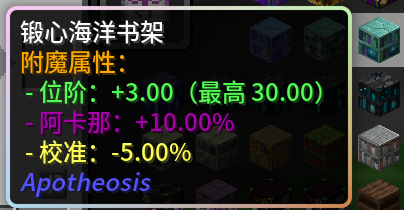 锻心海洋书架
附魔属性：
- 位阶：+3.00（最高 30.00）
- 阿卡那：+10.00%
- 校准：-5.00%
Apotheosis